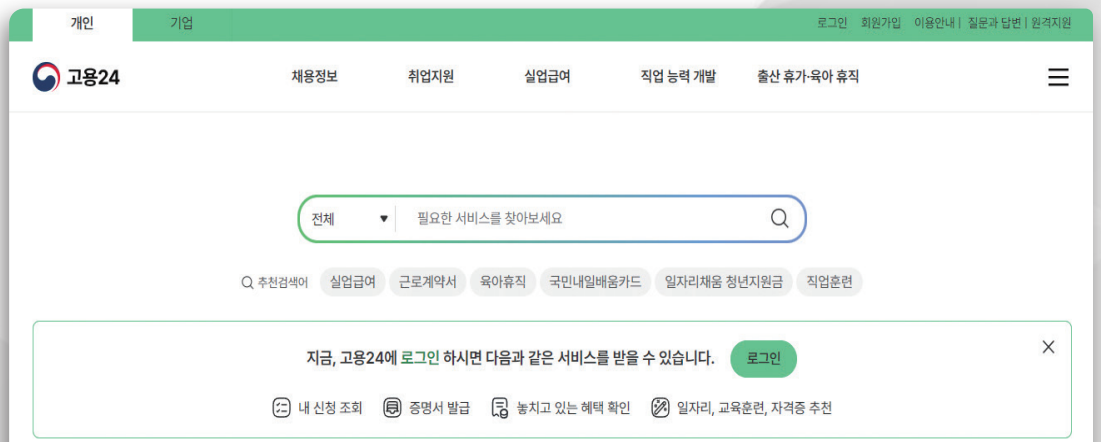 개인 기업 로그인 회원가입 이용안내 | 질문과 답변 | 원격지원
고용24 채용정보 취업지원 실업급여 직업 능력 개발 출산 휴가·육아 휴직
전체 필요한 서비스를 찾아보세요
추천검색어 실업급여 근로계약서 육아휴직 국민내일배움카드 일자리채움 청년지원금 직업훈련
지금, 고용24에 로그인 하시면 다음과 같은 서비스를 받을 수 있습니다. 로그인
내 신청 조회 증명서 발급 놓치고 있는 혜택 확인 일자리, 교육훈련, 자격증 추천